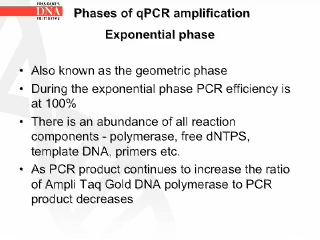 DNA
INITIATIVE
Phases of qPCR amplification
Exponential phase
• Also known as the geometric phase
• During the exponential phase PCR efficiency is
at 100%
• There is an abundance of all reaction
components - polymerase, free dNTPS,
template DNA, primers etc.
• As PCR product continues to increase the ratio
of Ampli Taq Gold DNA polymerase to PCR
product decreases